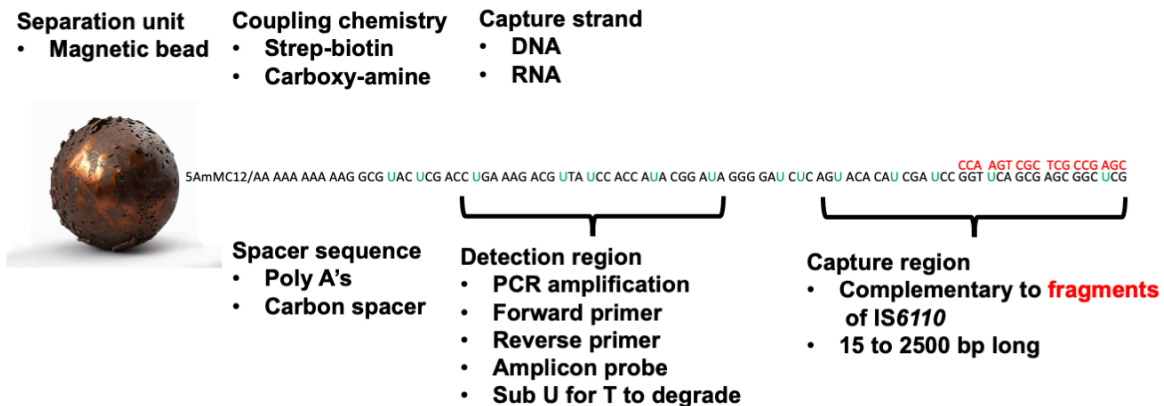 Separation unit
• Magnetic bead
Coupling chemistry
• Strep-biotin
• Carboxy-amine
Capture strand
• DNA
• RNA
CCA AGT CGC TCG CCG AGC
5AmMC12/AA AAA AAA AAG GCG UAC UCG ACC UGA AAG ACG UTA UCC ACC AUA CGG AUA GGG GAU CUC AGU ACA CAU CGA UCC GGT UCA GCG AGC GGC UCG
Spacer sequence
• Poly A's
• Carbon spacer
Detection region
• PCR amplification
• Forward primer
• Reverse primer
• Amplicon probe
• Sub U for T to degrade
Capture region
• Complementary to fragments
of IS6110
• 15 to 2500 bp long